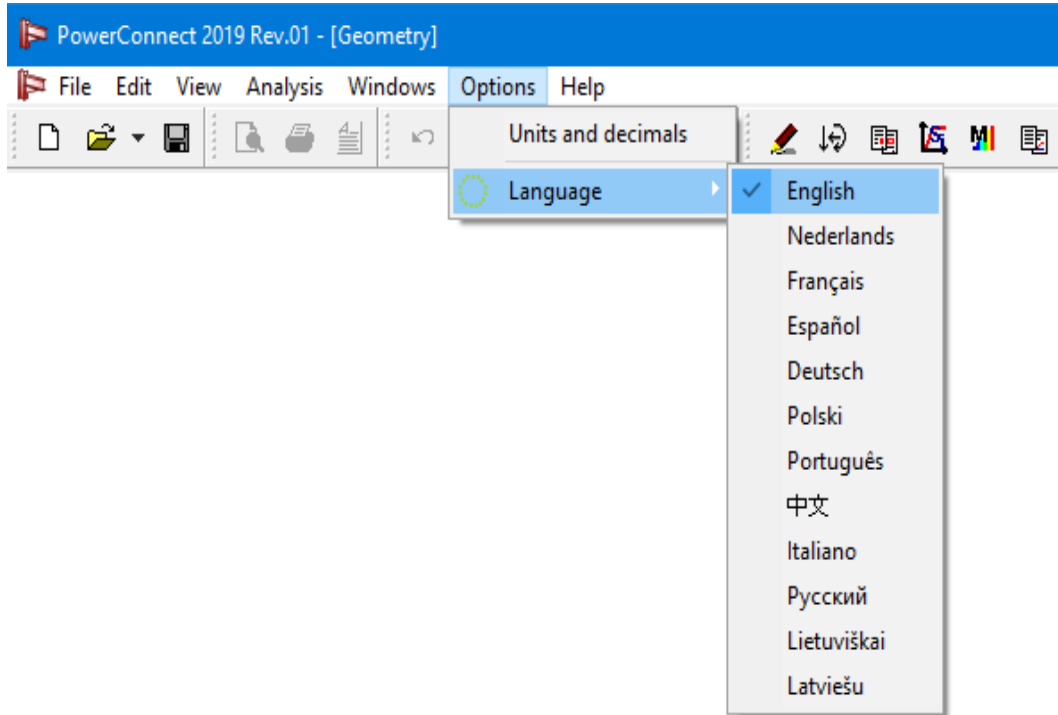 PowerConnect 2019 Rev.01 - [Geometry]
File Edit View Analysis Windows Options Help
Units and decimals
Language
English
Nederlands
Français
Español
Deutsch
Polski
Português
中文
Italiano
Русский
Lietuviškai
Latviešu